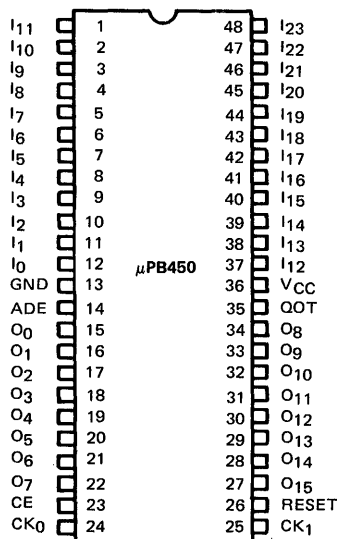 I11 1 48 I23
I10 2 47 I22
I9 3 46 I21
I8 4 45 I20
I7 5 44 I19
I6 6 43 I18
I5 7 42 I17
I4 8 41 I16
I3 9 40 I15
I2 10 39 I14
I1 11 38 I13
I0 12 37 I12
μPB450
GND 13 36 VCC
ADE 14 35 QOT
O0 15 34 O8
O1 16 33 O9
O2 17 32 O10
O3 18 31 O11
O4 19 30 O12
O5 20 29 O13
O6 21 28 O14
O7 22 27 O15
CE 23 26 RESET
CK0 24 25 CK1